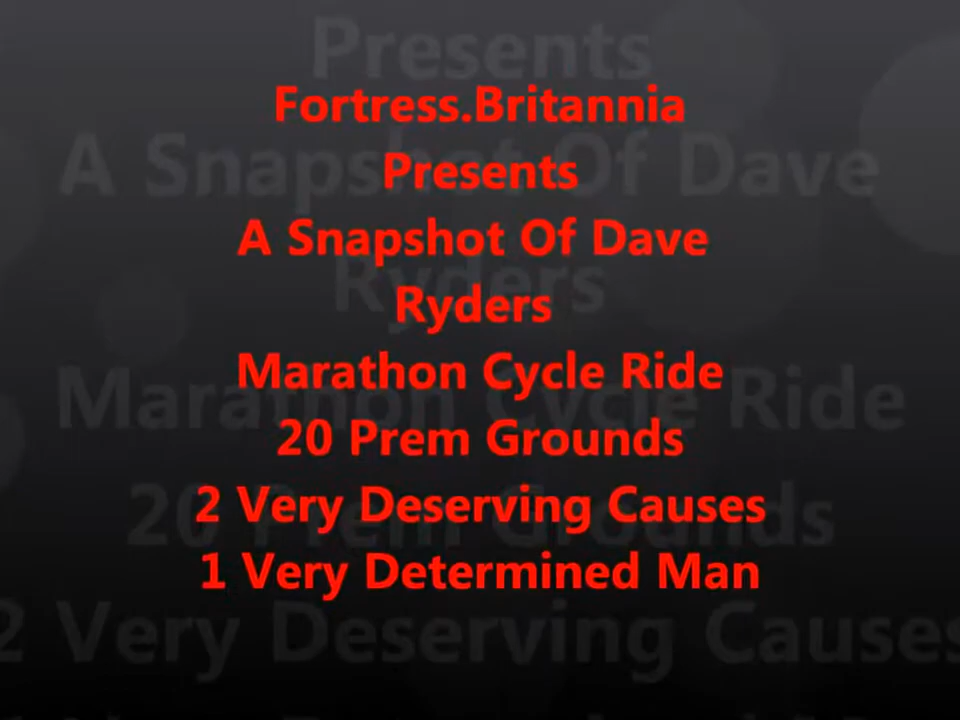 Fortress.Britannia
Presents
A Snapshot Of Dave
Ryders
Marathon Cycle Ride
20 Prem Grounds
2 Very Deserving Causes
1 Very Determined Man